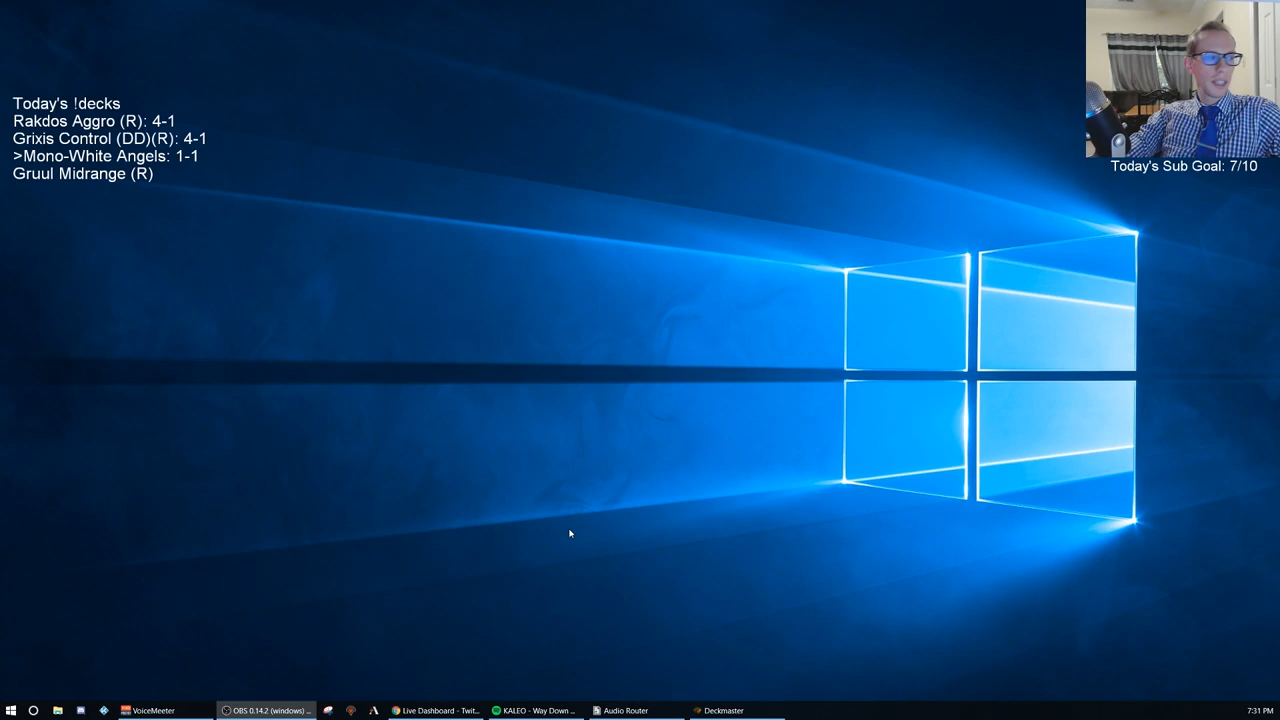 Today's !decks
Rakdos Aggro (R): 4-1
Grixis Control (DD)(R): 4-1
>Mono-White Angels: 1-1
Gruul Midrange (R)
Today's Sub Goal: 7/10
VoiceMeeter
OBS 0.14.2 (windows) ...
Live Dashboard - Twit...
KALEO - Way Down ...
Audio Router
Deckmaster
7:31 PM